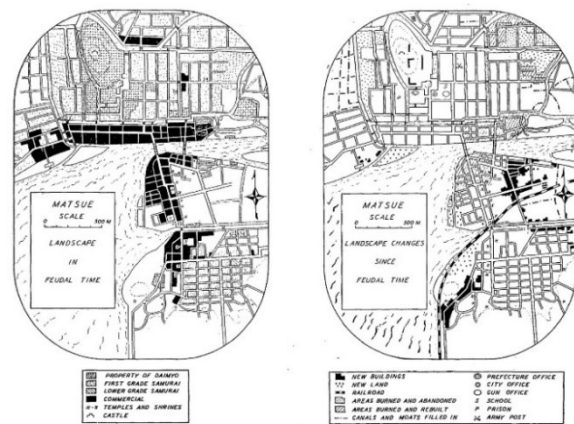 MATSUE
SCALE
0 300 M
LANDSCAPE
IN
FEUDAL TIME
PROPERTY OF DAIMYO
FIRST GRADE SAMURAI
LOWER GRADE SAMURAI
COMMERCIAL
TEMPLES AND SHRINES
CASTLE
MATSUE
SCALE
0 300 M
LANDSCAPE CHANGES
SINCE
FEUDAL TIME
NEW BUILDINGS
NEW LAND
RAILROAD
AREAS BURNED AND ABANDONED
AREAS BURNED AND REBUILT
CANALS AND MOATS FILLED IN
PREFECTURE OFFICE
CITY OFFICE
GUN OFFICE
S SCHOOL
P PRISON
ARMY POST